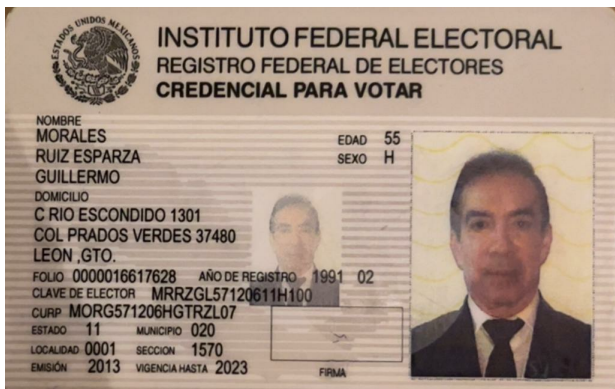 ESTADOS UNIDOS MEXICANOS
INSTITUTO FEDERAL ELECTORAL
REGISTRO FEDERAL DE ELECTORES
CREDENCIAL PARA VOTAR
NOMBRE
MORALES
RUIZ ESPARZA
GUILLERMO
EDAD 55
SEXO H
DOMICILIO
C RIO ESCONDIDO 1301
COL PRADOS VERDES 37480
LEON ,GTO.
FOLIO 0000016617628 AÑO DE REGISTRO 1991 02
CLAVE DE ELECTOR MRRZGL57120611H100
CURP MORG571206HGTRZL07
ESTADO 11 MUNICIPIO 020
LOCALIDAD 0001 SECCION 1570
EMISIÓN 2013 VIGENCIA HASTA 2023
FIRMA